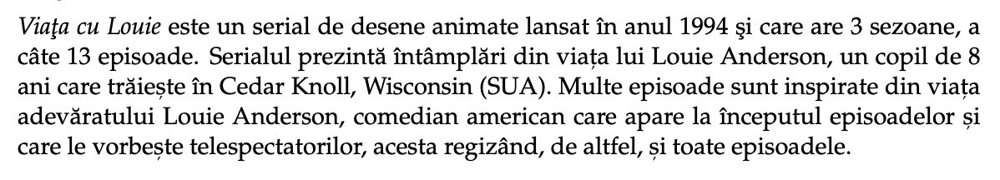 Viaţa cu Louie este un serial de desene animate lansat în anul 1994 şi care are 3 sezoane, a
câte 13 episoade. Serialul prezintă întâmplări din viața lui Louie Anderson, un copil de 8
ani care trăiește în Cedar Knoll, Wisconsin (SUA). Multe episoade sunt inspirate din viața
adevăratului Louie Anderson, comedian american care apare la începutul episoadelor și
care le vorbește telespectatorilor, acesta regizând, de altfel, și toate episoadele.